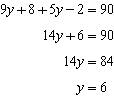 9y + 8 + 5y − 2 = 90
14y + 6 = 90
14y = 84
y = 6